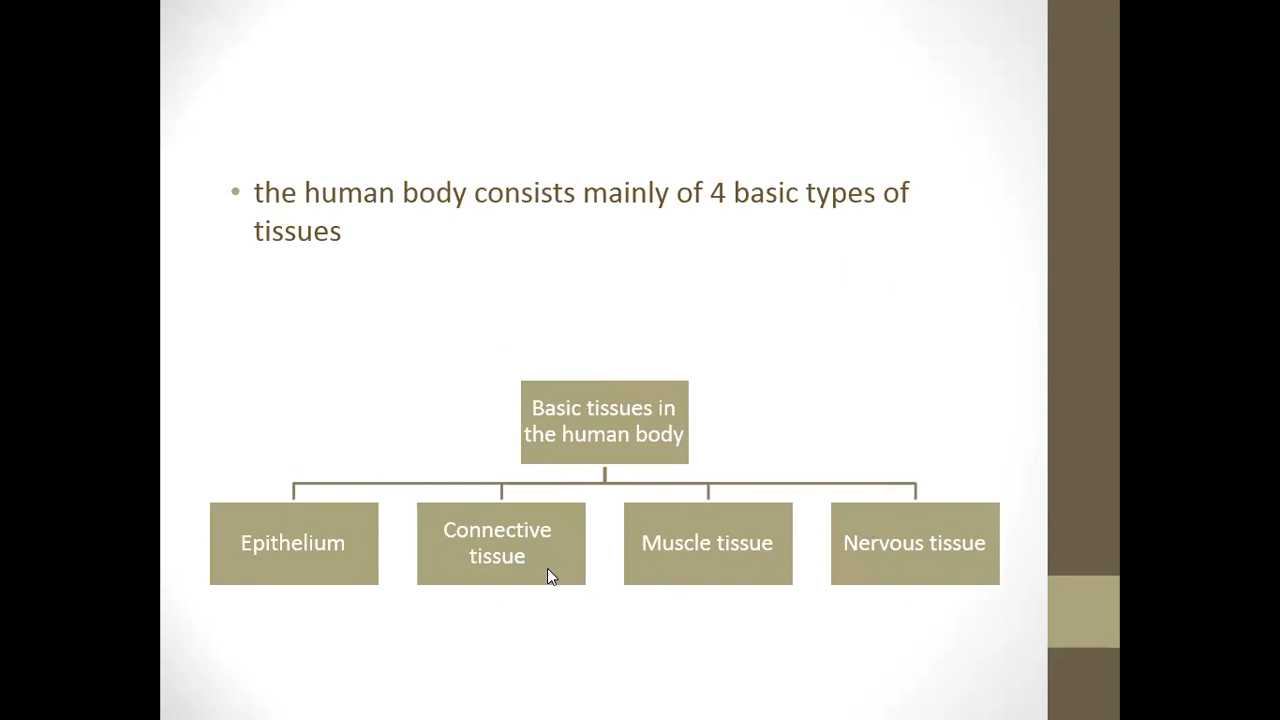 • the human body consists mainly of 4 basic types of
tissues
Basic tissues in
the human body
Epithelium
Connective
tissue
Muscle tissue
Nervous tissue